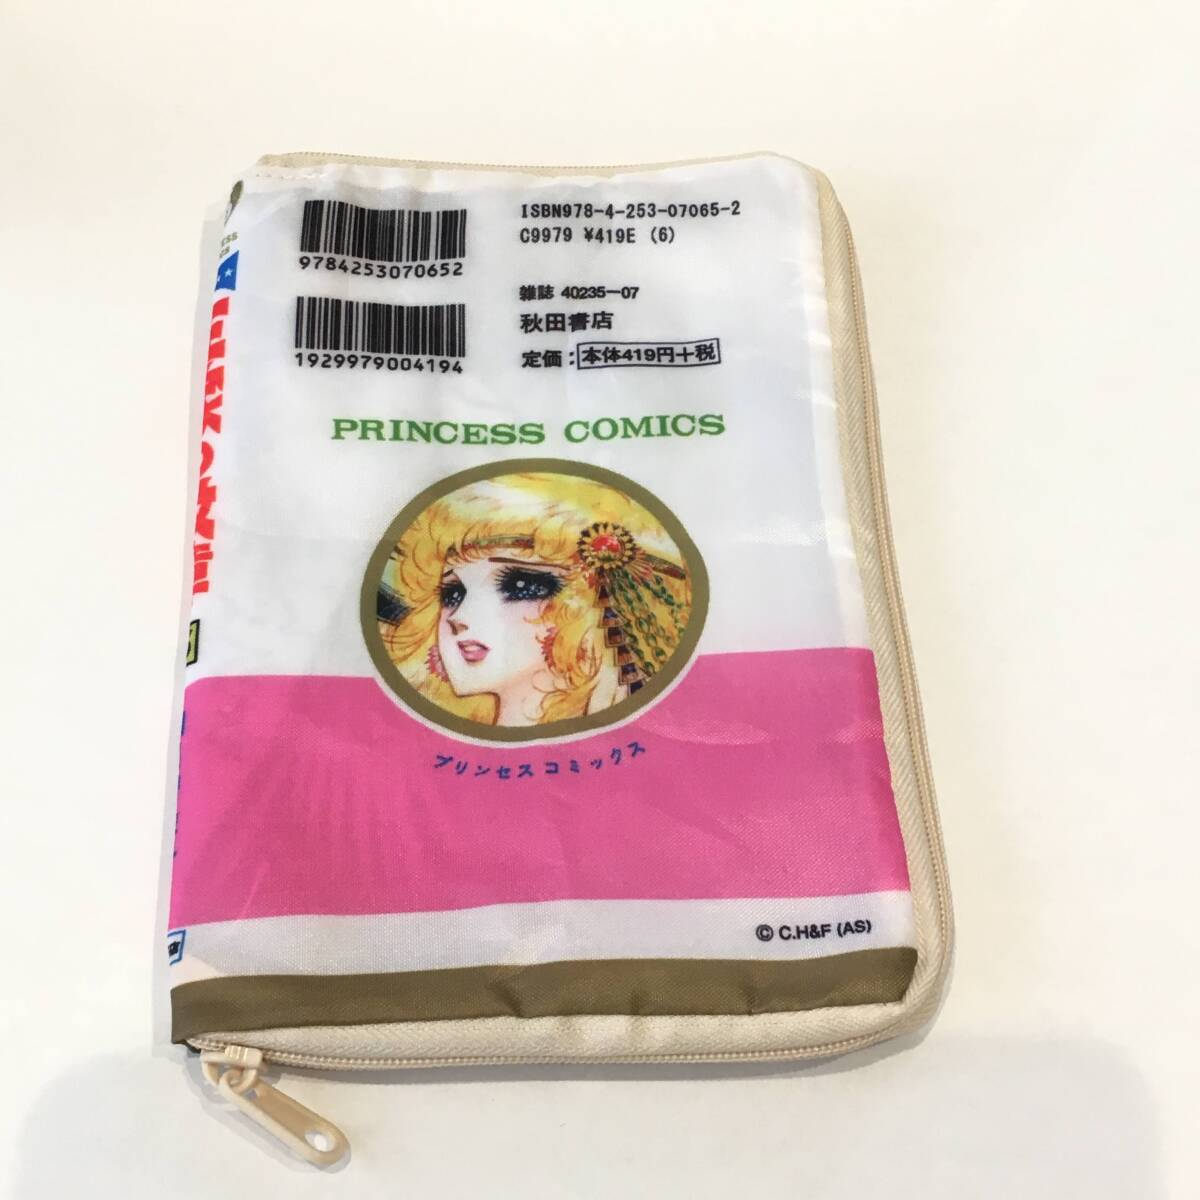 ISBN978-4-253-07065-2
C9979 ¥419E (6)
9784253070652
雑誌 40235-07
秋田書店
定価：本体419円+税
1929979004194
PRINCESS COMICS
プリンセスコミックス
© C.H&F (AS)